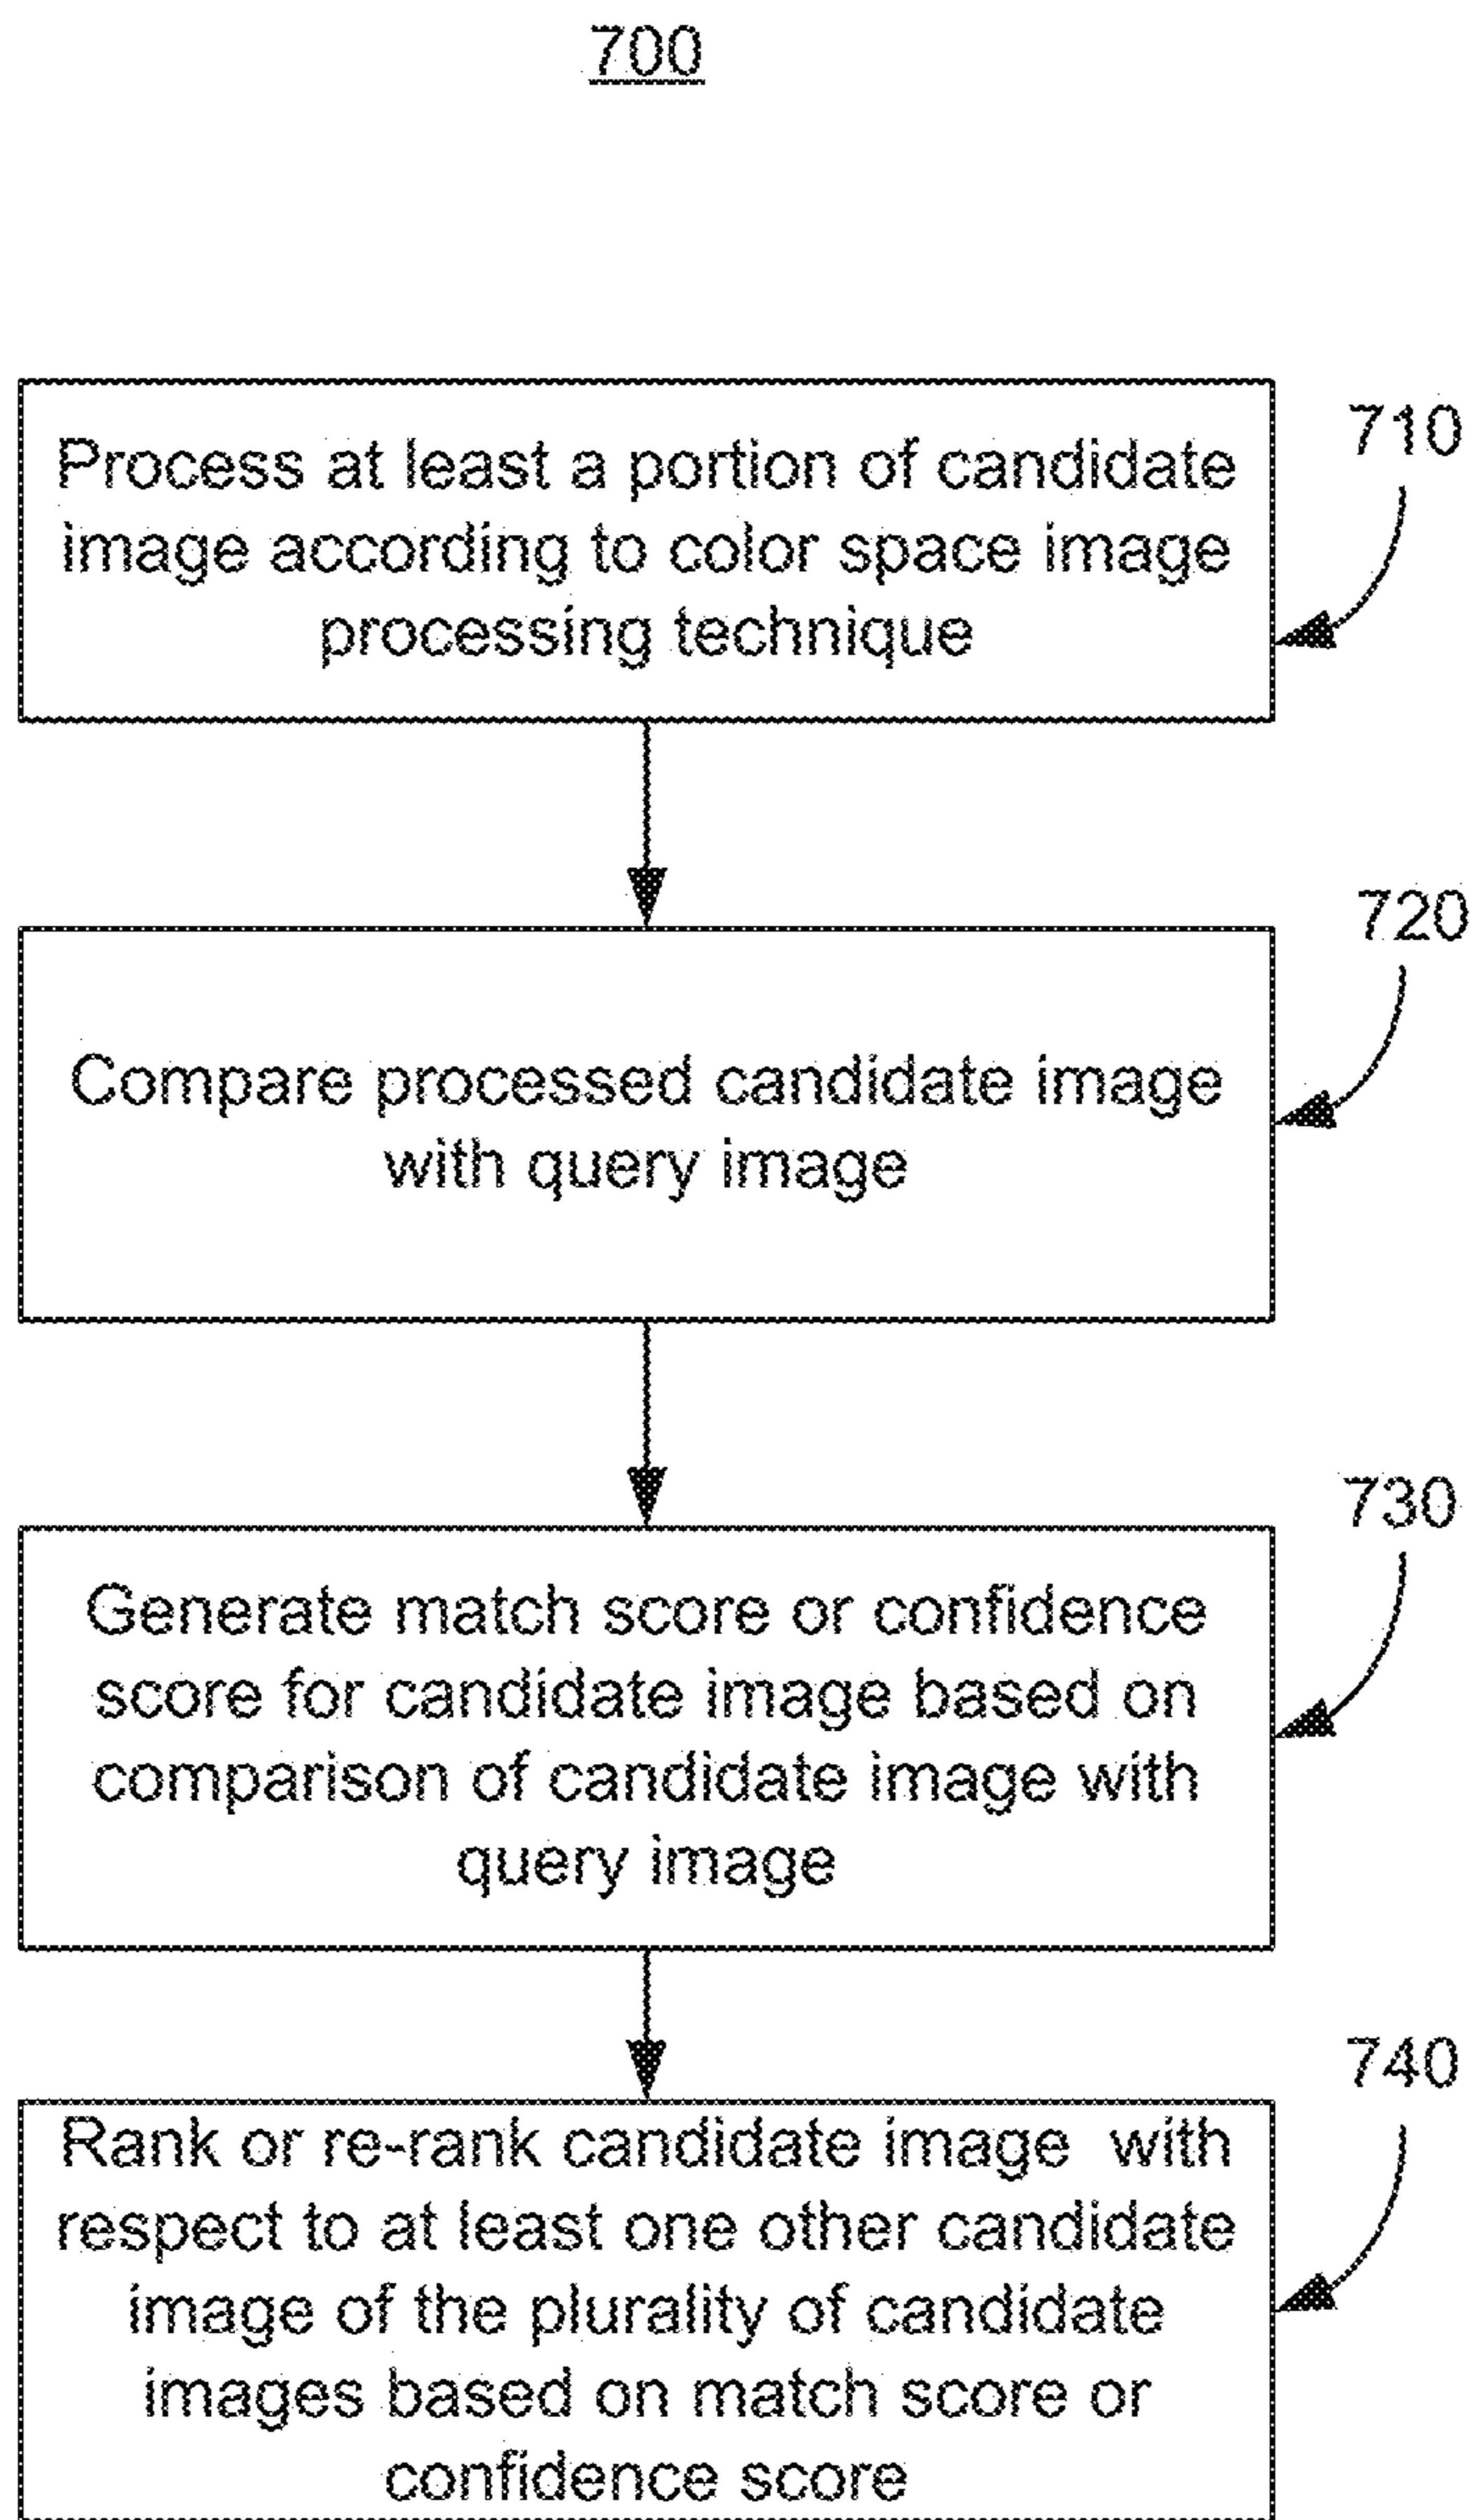 700
710
Process at least a portion of candidate
image according to color space image
processing technique
720
Compare processed candidate image
with query image
730
Generate match score or confidence
score for candidate image based on
comparison of candidate image with
query image
740
Rank or re-rank candidate image with
respect to at least one other candidate
image of the plurality of candidate
images based on match score or
confidence score